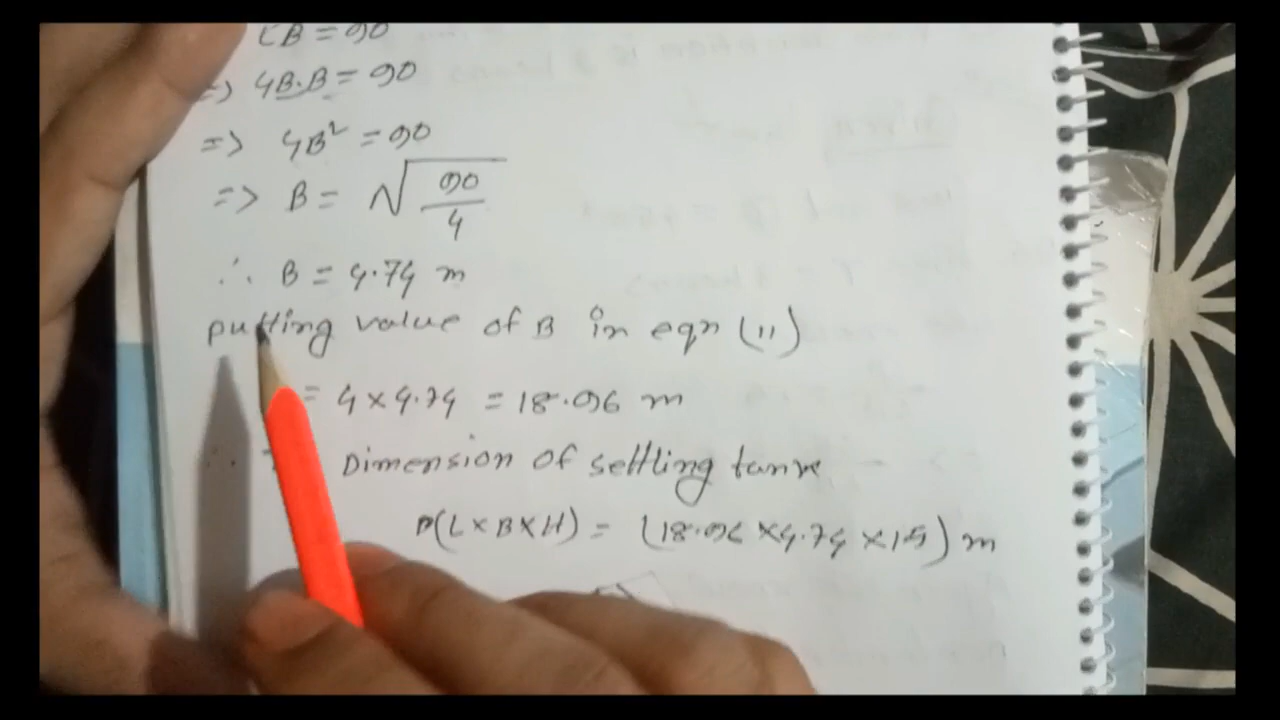 LB = 90
=> 4B.B = 90
=> 4B² = 90
=> B = √90/4
∴ B = 4.74 m
putting value of B in eqn (11)
= 4 × 4.74 = 18.96 m
Dimension of settling tank
(L×B×H) = (18.96 × 4.74 × 1.5) m